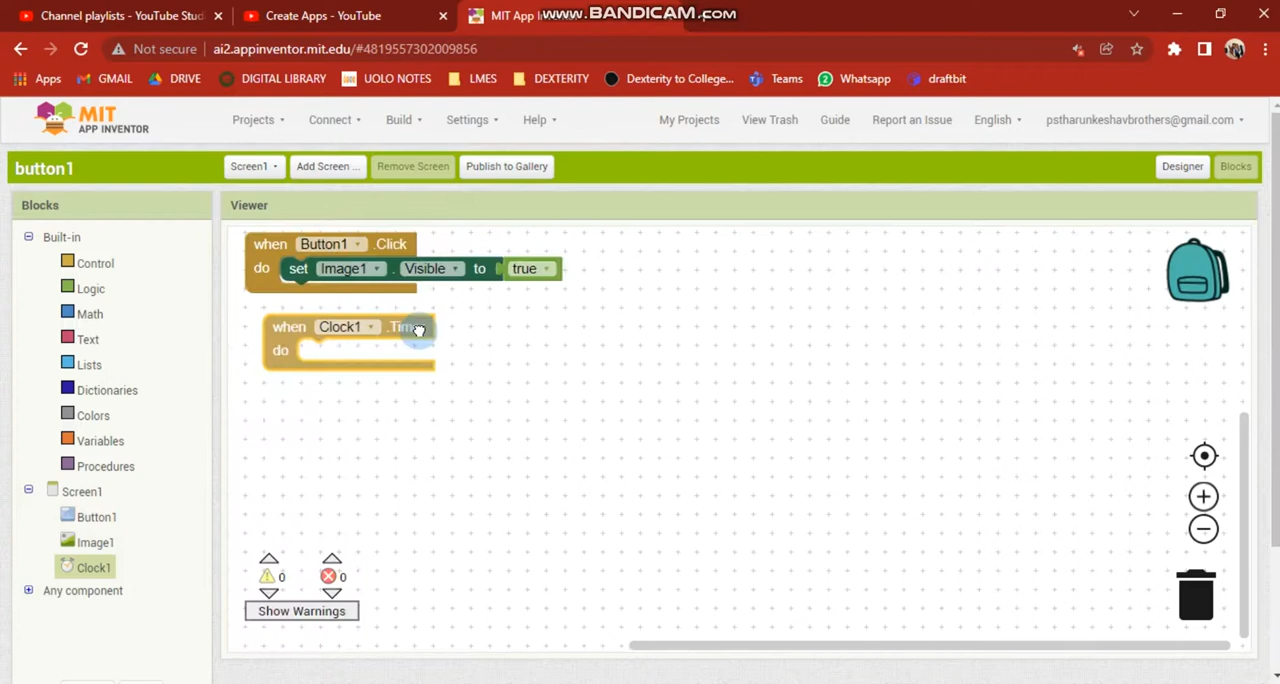 Channel playlists - YouTube Stud
Create Apps - YouTube
MIT App In
www.BANDICAM.com
Not secure
ai2.appinventor.mit.edu/#4819557302009856
Apps
GMAIL
DRIVE
DIGITAL LIBRARY
UOLO NOTES
LMES
DEXTERITY
Dexterity to College...
Teams
2
Whatsapp
draftbit
MIT
APP INVENTOR
Projects
Connect
Build
Settings
Help
My Projects
View Trash
Guide
Report an Issue
English
pstharunkeshavbrothers@gmail.com
button1
Screen1
Add Screen ...
Remove Screen
Publish to Gallery
Designer
Blocks
Blocks
Viewer
Built-in
Control
Logic
Math
Text
Lists
Dictionaries
Colors
Variables
Procedures
Screen1
Button1
Image1
Clock1
Any component
when Button1 .Click
do set Image1 . Visible to true
when Clock1 .Tim
do
0
0
Show Warnings